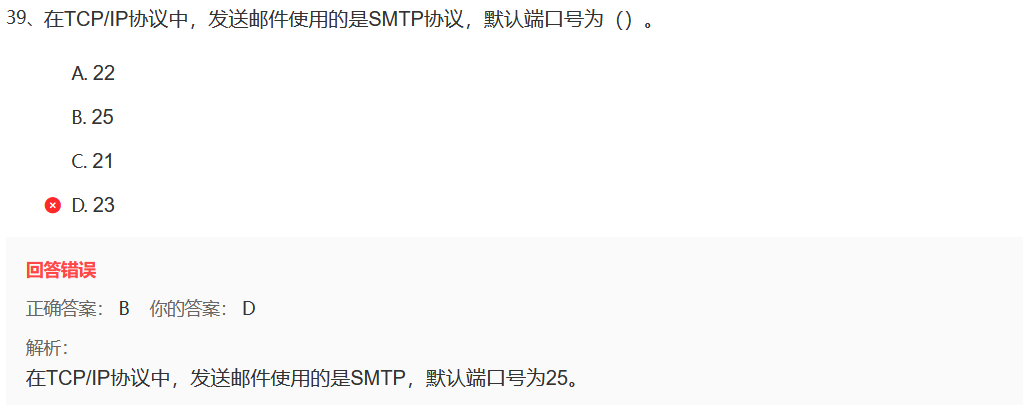 39、在TCP/IP协议中，发送邮件使用的是SMTP协议，默认端口号为（）。
A. 22
B. 25
C. 21
D. 23
回答错误
正确答案： B 你的答案： D
解析：
在TCP/IP协议中，发送邮件使用的是SMTP，默认端口号为25。